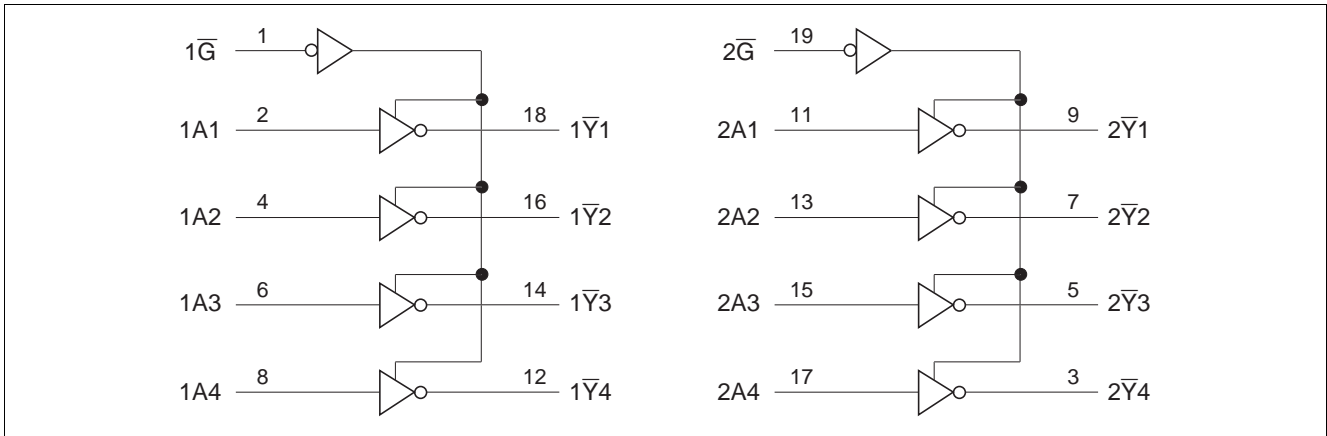 1G̅ 1
1A1 2 18 1Y̅1
1A2 4 16 1Y̅2
1A3 6 14 1Y̅3
1A4 8 12 1Y̅4
2G̅ 19
2A1 11 9 2Y̅1
2A2 13 7 2Y̅2
2A3 15 5 2Y̅3
2A4 17 3 2Y̅4